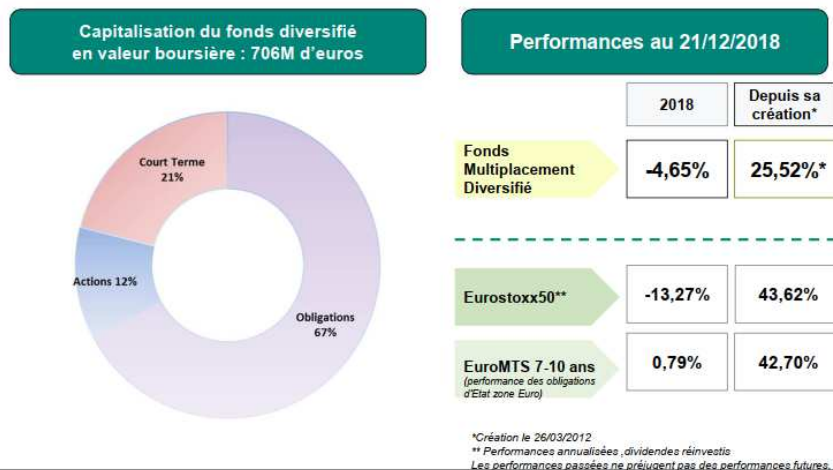 Capitalisation du fonds diversifié
en valeur boursière : 706M d'euros
Court Terme
21%
Actions 12%
Obligations
67%
Performances au 21/12/2018
2018
Depuis sa
création*
Fonds
Multiplacement
Diversifié
-4,65%
25,52%*
Eurostoxx50**
-13,27%
43,62%
EuroMTS 7-10 ans
(performance des obligations
d'Etat zone Euro)
0,79%
42,70%
*Création le 26/03/2012
** Performances annualisées ,dividendes réinvestis
Les performances passées ne préjugent pas des performances futures.